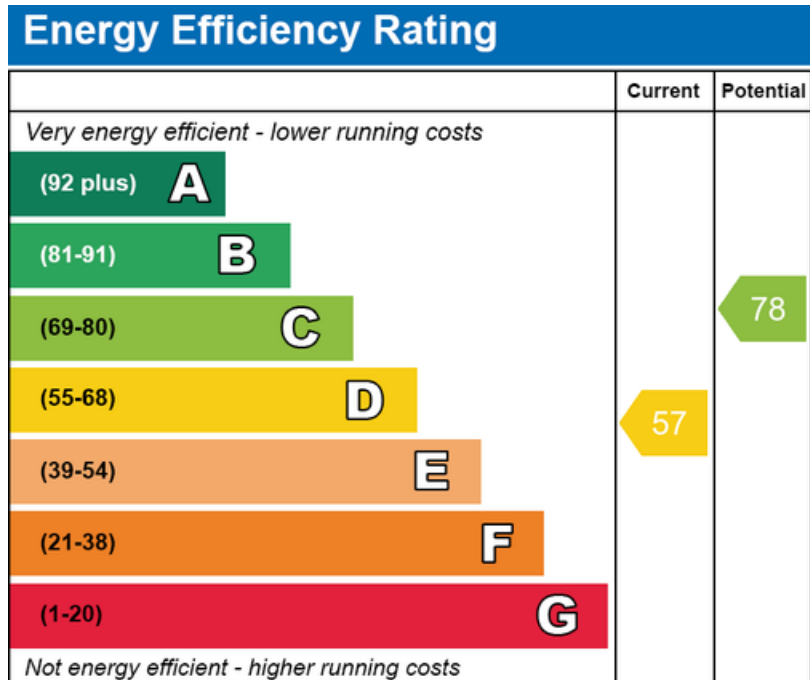 Energy Efficiency Rating
Current Potential
Very energy efficient - lower running costs
(92 plus) A
(81-91) B
(69-80) C
78
(55-68) D
57
(39-54) E
(21-38) F
(1-20) G
Not energy efficient - higher running costs